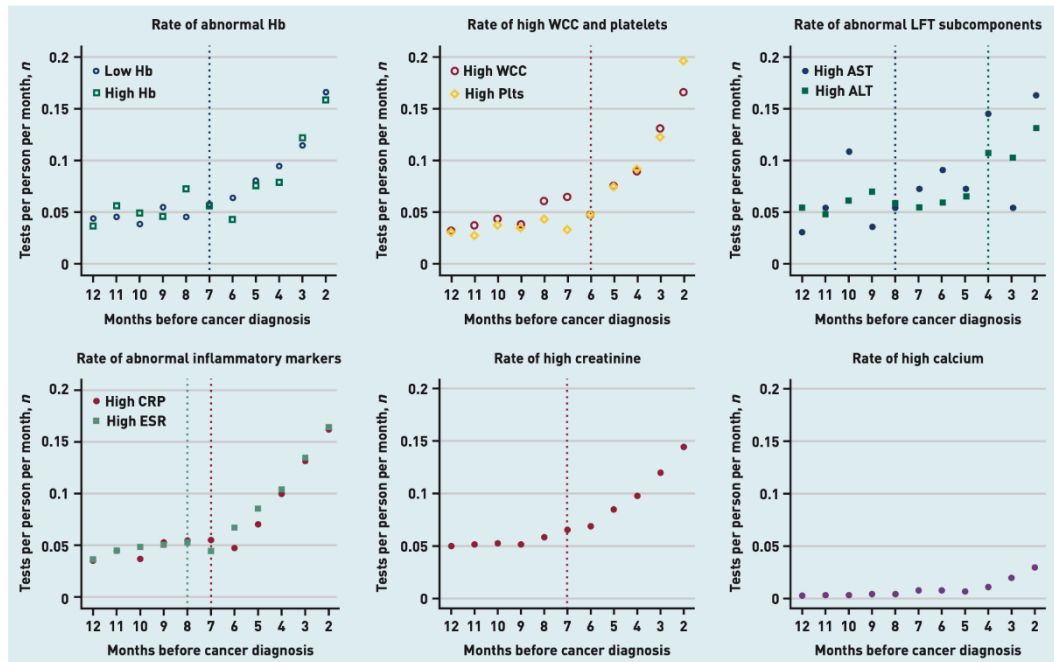 Rate of abnormal Hb
Tests per person per month, n
0.2
0.15
0.1
0.05
0
Low Hb
High Hb
12 11 10 9 8 7 6 5 4 3 2
Months before cancer diagnosis
Rate of high WCC and platelets
Tests per person per month, n
0.2
0.15
0.1
0.05
0
High WCC
High Plts
12 11 10 9 8 7 6 5 4 3 2
Months before cancer diagnosis
Rate of abnormal LFT subcomponents
Tests per person per month, n
0.2
0.15
0.1
0.05
0
High AST
High ALT
12 11 10 9 8 7 6 5 4 3 2
Months before cancer diagnosis
Rate of abnormal inflammatory markers
Tests per person per month, n
0.2
0.15
0.1
0.05
0
High CRP
High ESR
12 11 10 9 8 7 6 5 4 3 2
Months before cancer diagnosis
Rate of high creatinine
Tests per person per month, n
0.2
0.15
0.1
0.05
0
12 11 10 9 8 7 6 5 4 3 2
Months before cancer diagnosis
Rate of high calcium
Tests per person per month, n
0.2
0.15
0.1
0.05
0
12 11 10 9 8 7 6 5 4 3 2
Months before cancer diagnosis